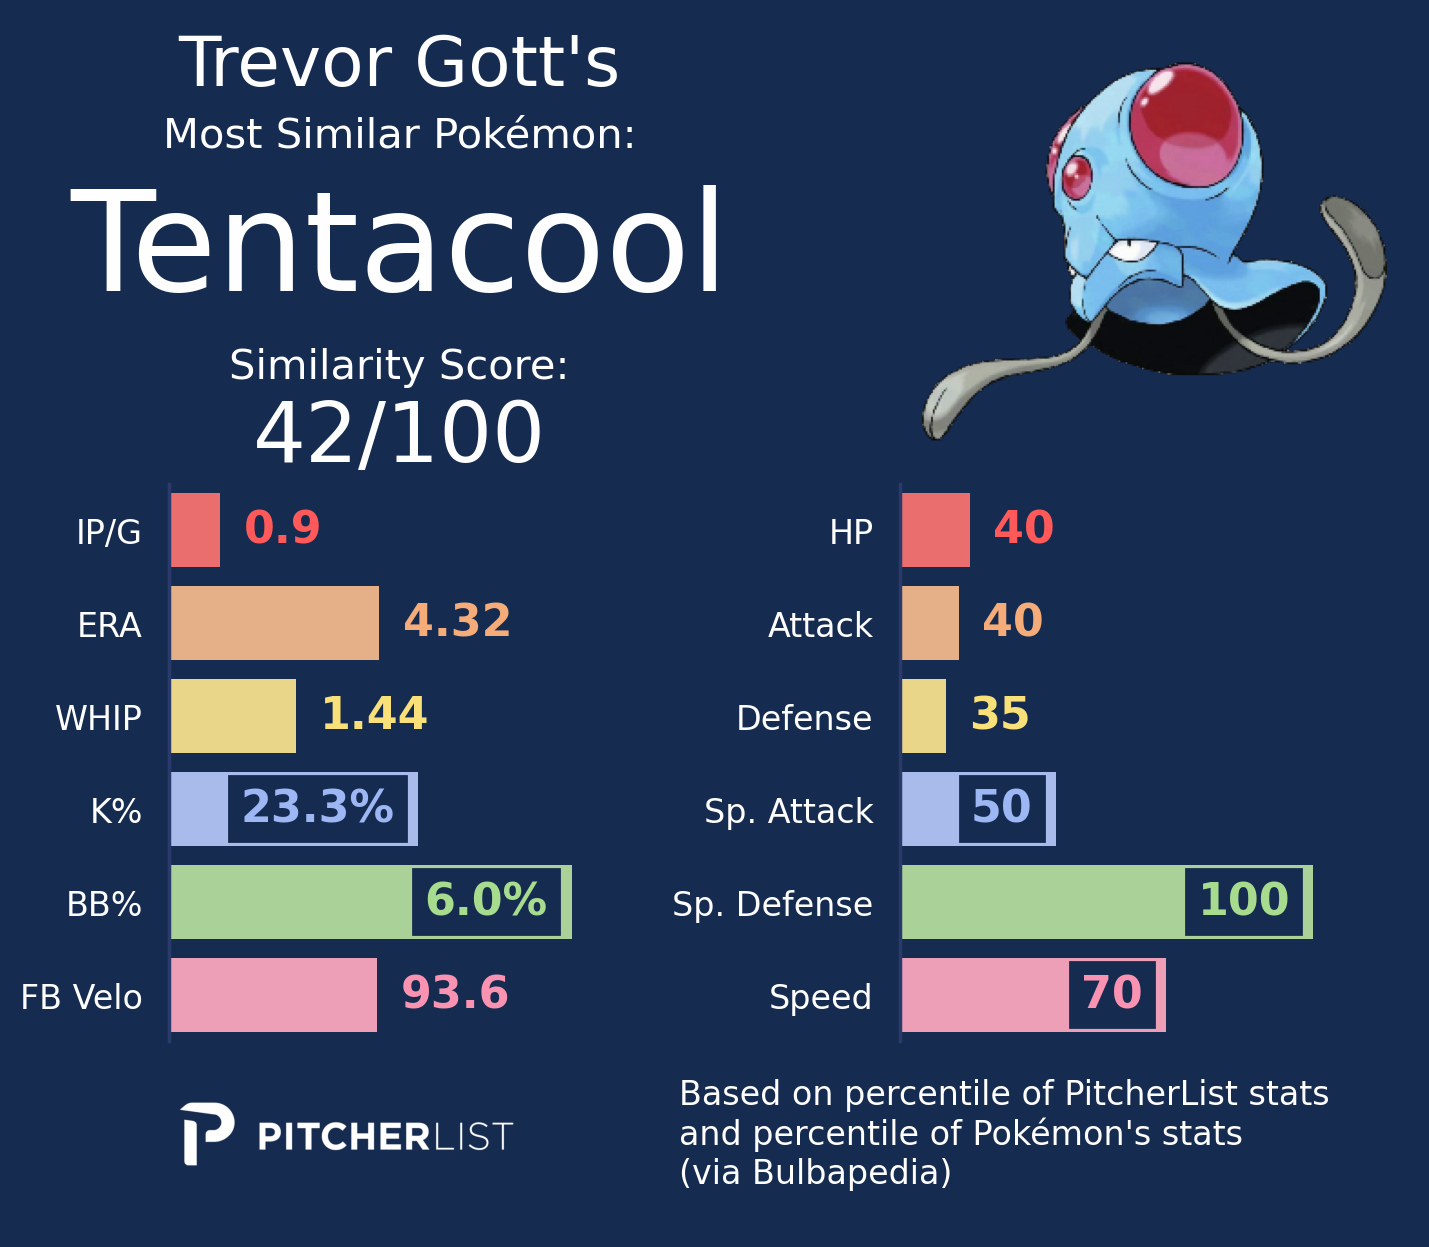 Trevor Gott's
Most Similar Pokémon:
Tentacool
Similarity Score:
42/100
IP/G 0.9
ERA 4.32
WHIP 1.44
K% 23.3%
BB% 6.0%
FB Velo 93.6
HP 40
Attack 40
Defense 35
Sp. Attack 50
Sp. Defense 100
Speed 70
PITCHERLIST
Based on percentile of PitcherList stats
and percentile of Pokémon's stats
(via Bulbapedia)